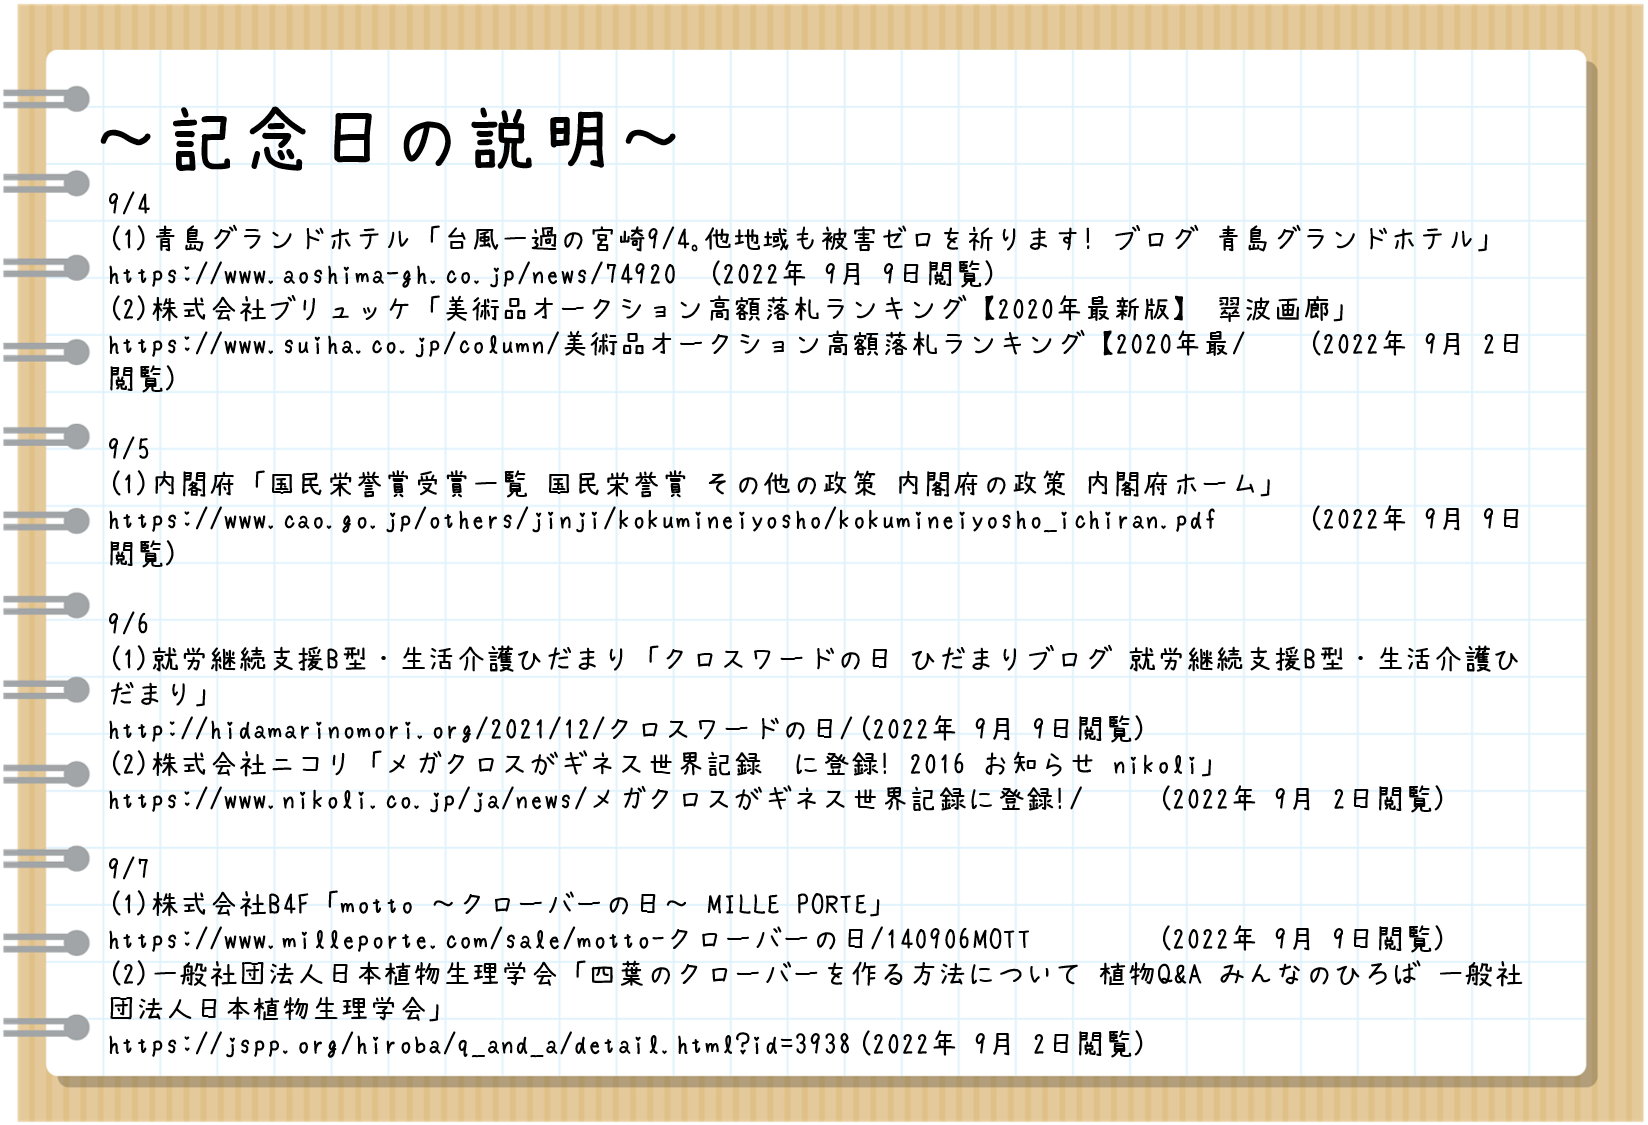 ～記念日の説明～
9/4
(1)青島グランドホテル「台風一過の宮崎9/4。他地域も被害ゼロを祈ります! ブログ 青島グランドホテル」
https://www.aoshima-gh.co.jp/news/74920 (2022年 9月 9日閲覧)
(2)株式会社ブリュッケ「美術品オークション高額落札ランキング【2020年最新版】 翠波画廊」
https://www.suiha.co.jp/column/美術品オークション高額落札ランキング【2020年最/ (2022年 9月 2日
閲覧)
9/5
(1)内閣府「国民栄誉賞受賞一覧 国民栄誉賞 その他の政策 内閣府の政策 内閣府ホーム」
https://www.cao.go.jp/others/jinji/kokumineiyosho/kokumineiyosho_ichiran.pdf (2022年 9月 9日
閲覧)
9/6
(1)就労継続支援B型・生活介護ひだまり「クロスワードの日 ひだまりブログ 就労継続支援B型・生活介護ひ
だまり」
http://hidamarinomori.org/2021/12/クロスワードの日/(2022年 9月 9日閲覧)
(2)株式会社ニコリ「メガクロスがギネス世界記録 に登録! 2016 お知らせ nikoli」
https://www.nikoli.co.jp/ja/news/メガクロスがギネス世界記録に登録!/ (2022年 9月 2日閲覧)
9/7
(1)株式会社B4F「motto ～クローバーの日～ MILLE PORTE」
https://www.milleporte.com/sale/motto-クローバーの日/140906MOTT (2022年 9月 9日閲覧)
(2)一般社団法人日本植物生理学会「四葉のクローバーを作る方法について 植物Q&A みんなのひろば 一般社
団法人日本植物生理学会」
https://jspp.org/hiroba/q_and_a/detail.html?id=3938(2022年 9月 2日閲覧)